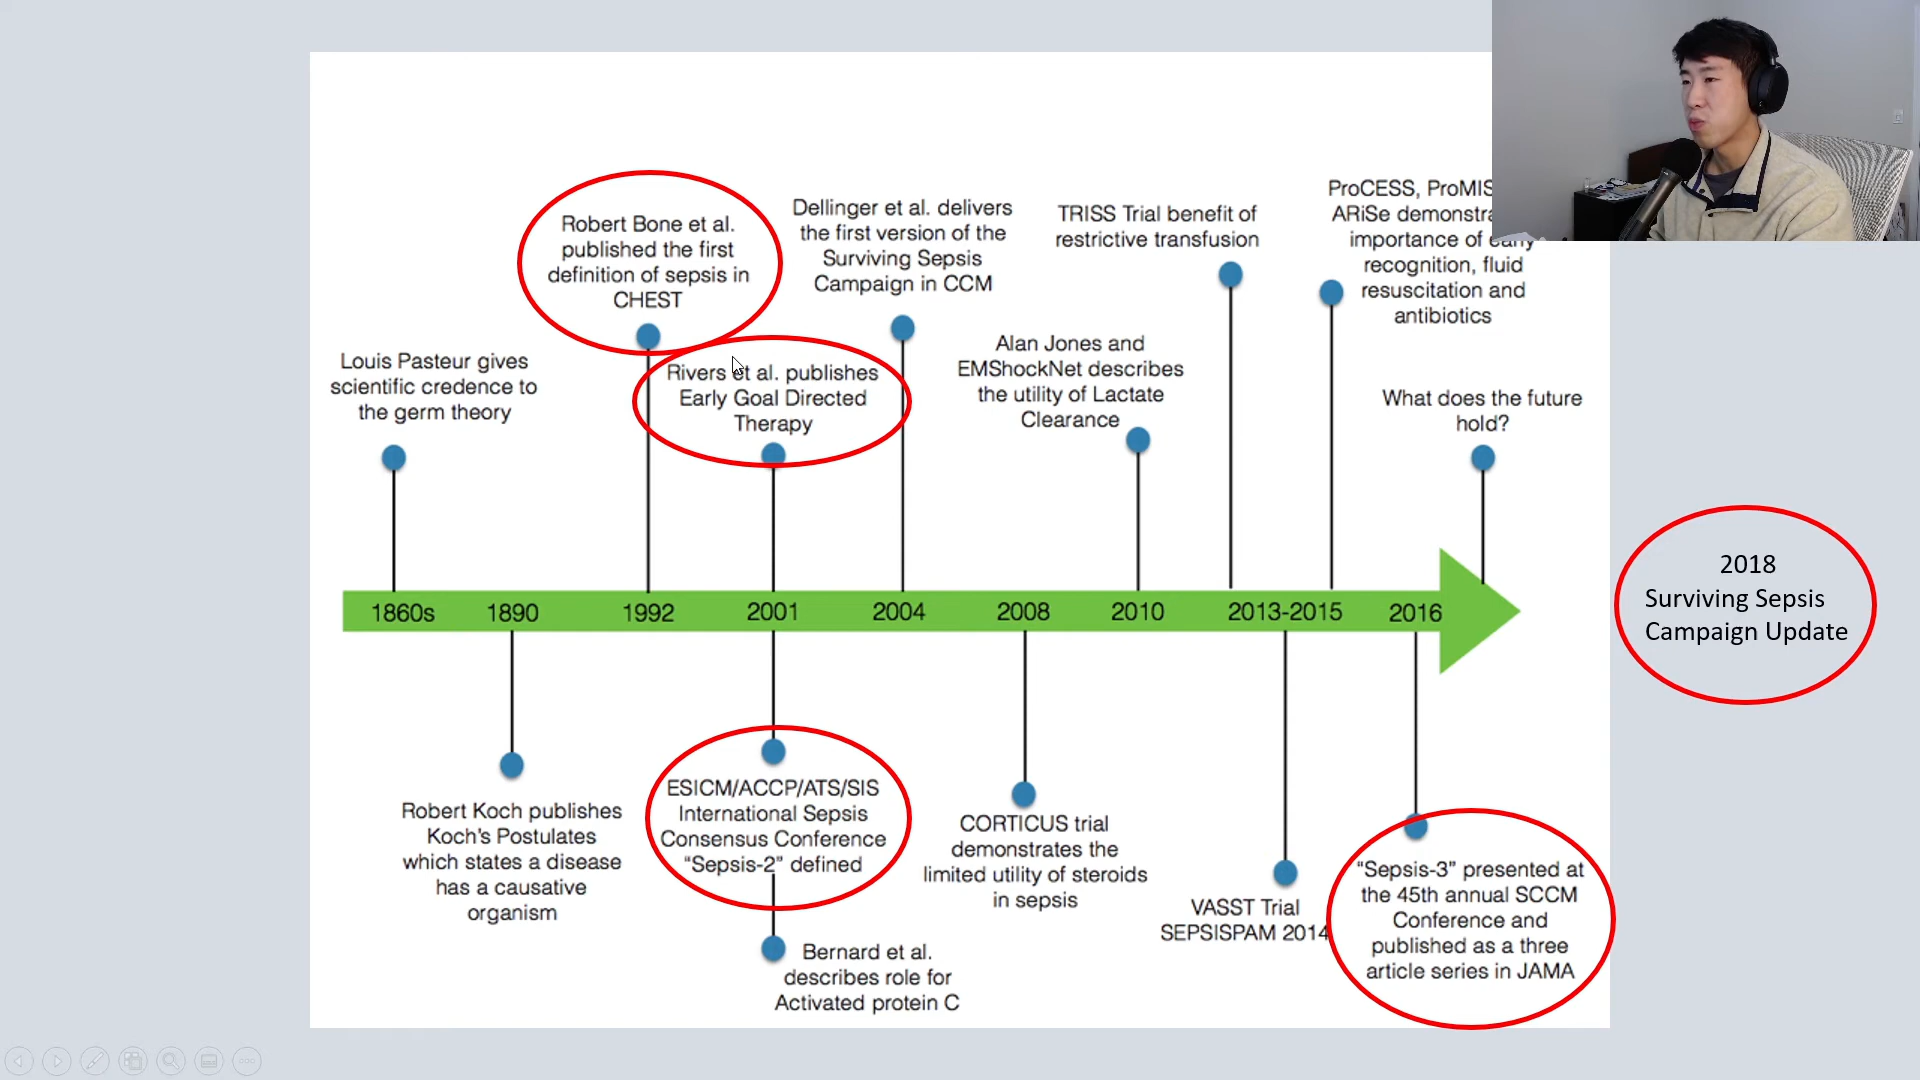 Robert Bone et al.
published the first
definition of sepsis in
CHEST
Dellinger et al. delivers
the first version of the
Surviving Sepsis
Campaign in CCM
TRISS Trial benefit of
restrictive transfusion
ProCESS, ProMIS
ARiSe demonstra
importance of early
recognition, fluid
resuscitation and
antibiotics
Louis Pasteur gives
scientific credence to
the germ theory
Rivers et al. publishes
Early Goal Directed
Therapy
Alan Jones and
EMShockNet describes
the utility of Lactate
Clearance
What does the future
hold?
1860s 1890 1992 2001 2004 2008 2010 2013-2015 2016
2018
Surviving Sepsis
Campaign Update
Robert Koch publishes
Koch's Postulates
which states a disease
has a causative
organism
ESICM/ACCP/ATS/SIS
International Sepsis
Consensus Conference
“Sepsis-2” defined
Bernard et al.
describes role for
Activated protein C
CORTICUS trial
demonstrates the
limited utility of steroids
in sepsis
VASST Trial
SEPSISPAM 2014
“Sepsis-3” presented at
the 45th annual SCCM
Conference and
published as a three
article series in JAMA